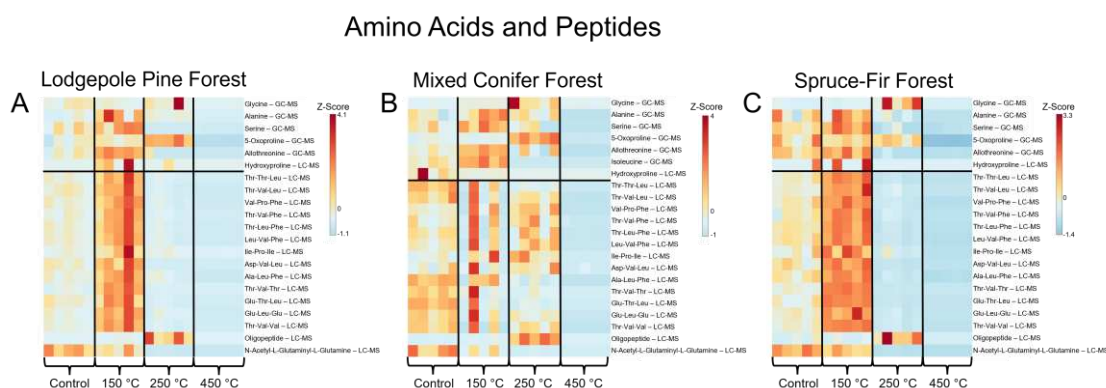 Amino Acids and Peptides
A
Lodgepole Pine Forest
Glycine – GC-MS
Alanine – GC-MS
Serine – GC-MS
5-Oxoproline – GC-MS
Allothreonine – GC-MS
Hydroxyproline – LC-MS
Thr-Thr-Leu – LC-MS
Thr-Val-Leu – LC-MS
Val-Pro-Phe – LC-MS
Thr-Val-Phe – LC-MS
Thr-Leu-Phe – LC-MS
Leu-Val-Phe – LC-MS
Ile-Pro-Ile – LC-MS
Asp-Val-Leu – LC-MS
Ala-Leu-Phe – LC-MS
Thr-Val-Thr – LC-MS
Glu-Thr-Leu – LC-MS
Glu-Leu-Glu – LC-MS
Thr-Val-Val – LC-MS
Oligopeptide – LC-MS
N-Acetyl-L-Glutaminyl-L-Glutamine – LC-MS
Z-Score
4.1
0
-1.1
Control 150 °C 250 °C 450 °C
B
Mixed Conifer Forest
Glycine – GC-MS
Alanine – GC-MS
Serine – GC-MS
5-Oxoproline – GC-MS
Allothreonine – GC-MS
Isoleucine – GC-MS
Hydroxyproline – LC-MS
Thr-Thr-Leu – LC-MS
Thr-Val-Leu – LC-MS
Val-Pro-Phe – LC-MS
Thr-Val-Phe – LC-MS
Thr-Leu-Phe – LC-MS
Leu-Val-Phe – LC-MS
Ile-Pro-Ile – LC-MS
Asp-Val-Leu – LC-MS
Ala-Leu-Phe – LC-MS
Thr-Val-Thr – LC-MS
Glu-Thr-Leu – LC-MS
Glu-Leu-Glu – LC-MS
Thr-Val-Val – LC-MS
Oligopeptide – LC-MS
N-Acetyl-L-Glutaminyl-L-Glutamine – LC-MS
Z-Score
4
0
-1
Control 150 °C 250 °C 450 °C
C
Spruce-Fir Forest
Glycine – GC-MS
Alanine – GC-MS
Serine – GC-MS
5-Oxoproline – GC-MS
Allothreonine – GC-MS
Hydroxyproline – LC-MS
Thr-Thr-Leu – LC-MS
Thr-Val-Leu – LC-MS
Val-Pro-Phe – LC-MS
Thr-Val-Phe – LC-MS
Thr-Leu-Phe – LC-MS
Leu-Val-Phe – LC-MS
Ile-Pro-Ile – LC-MS
Asp-Val-Leu – LC-MS
Ala-Leu-Phe – LC-MS
Thr-Val-Thr – LC-MS
Glu-Thr-Leu – LC-MS
Glu-Leu-Glu – LC-MS
Thr-Val-Val – LC-MS
Oligopeptide – LC-MS
N-Acetyl-L-Glutaminyl-L-Glutamine – LC-MS
Z-Score
3.3
0
-1.4
Control 150 °C 250 °C 450 °C